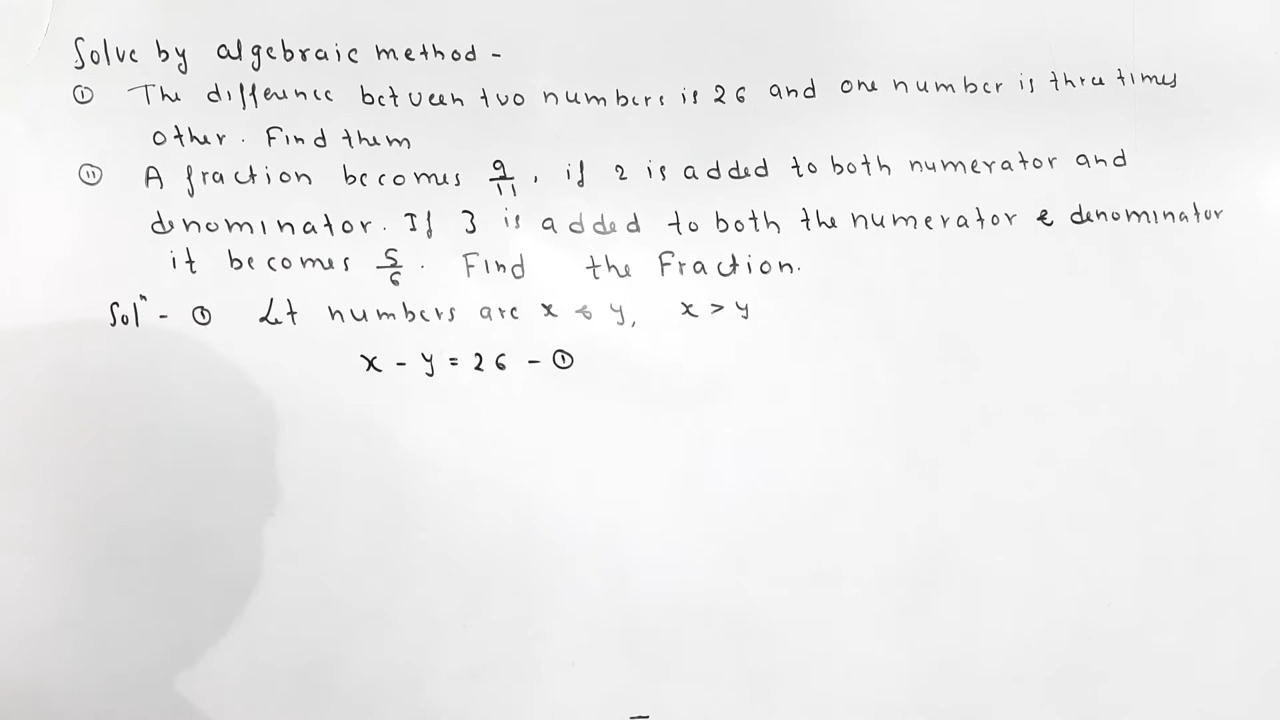 Solve by algebraic method -
① The difference between two numbers is 26 and one number is three times
other. Find them
⑪ A fraction becomes 9/11, if 2 is added to both numerator and
denominator. If 3 is added to both the numerator & denominator
it becomes 5/6. Find the Fraction.
Solⁿ - ① Let numbers are x & y, x > y
x - y = 26 - ①